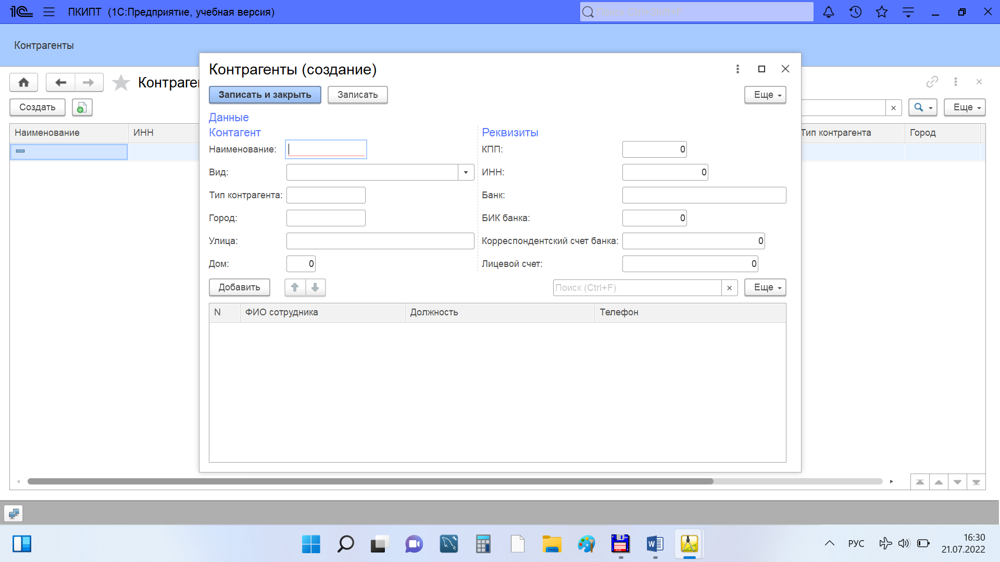 ПКИПТ (1С:Предприятие, учебная версия)
Поиск Ctrl+Shift+F
Контрагенты
Контраге
Создать
Еще
Наименование ИНН Тип контрагента Город
Контрагенты (создание)
Записать и закрыть Записать Еще
Данные
Контагент Реквизиты
Наименование: КПП: 0
Вид: ИНН: 0
Тип контрагента: Банк:
Город: БИК банка: 0
Улица: Корреспондентский счет банка: 0
Дом: 0 Лицевой счет: 0
Добавить Поиск (Ctrl+F) × Еще
N ФИО сотрудника Должность Телефон
РУС
16:30
21.07.2022